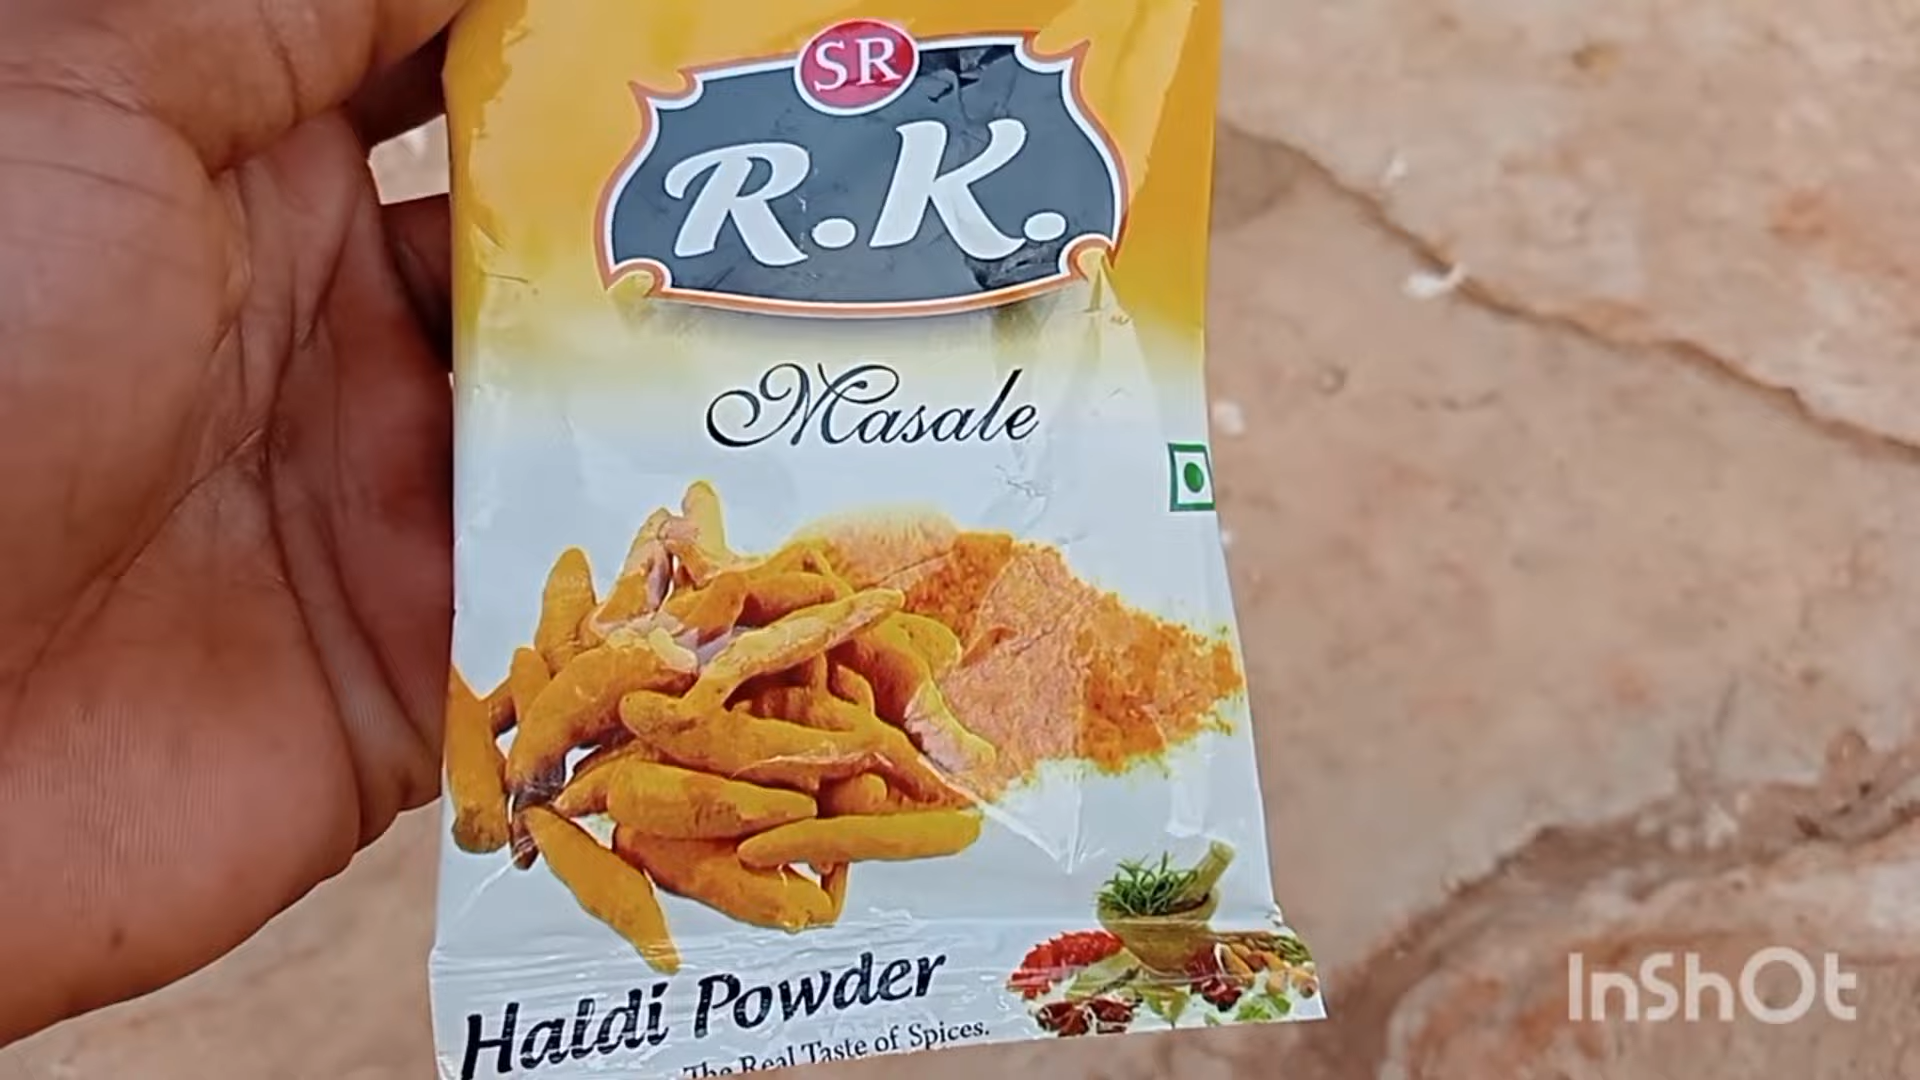 SR
R.K.
Masale
Haldi Powder
The Real Taste of Spices.
InShOt